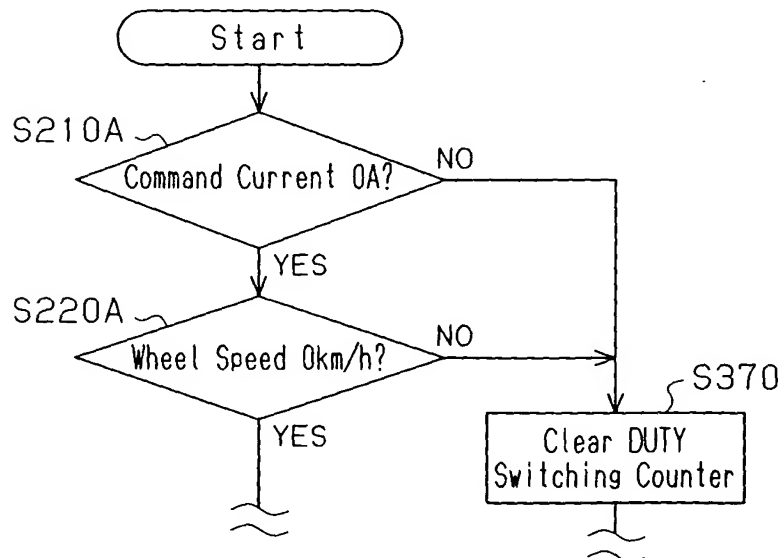 Start
S210A
Command Current 0A?
NO
YES
S220A
Wheel Speed 0km/h?
NO
YES
S370
Clear DUTY
Switching Counter